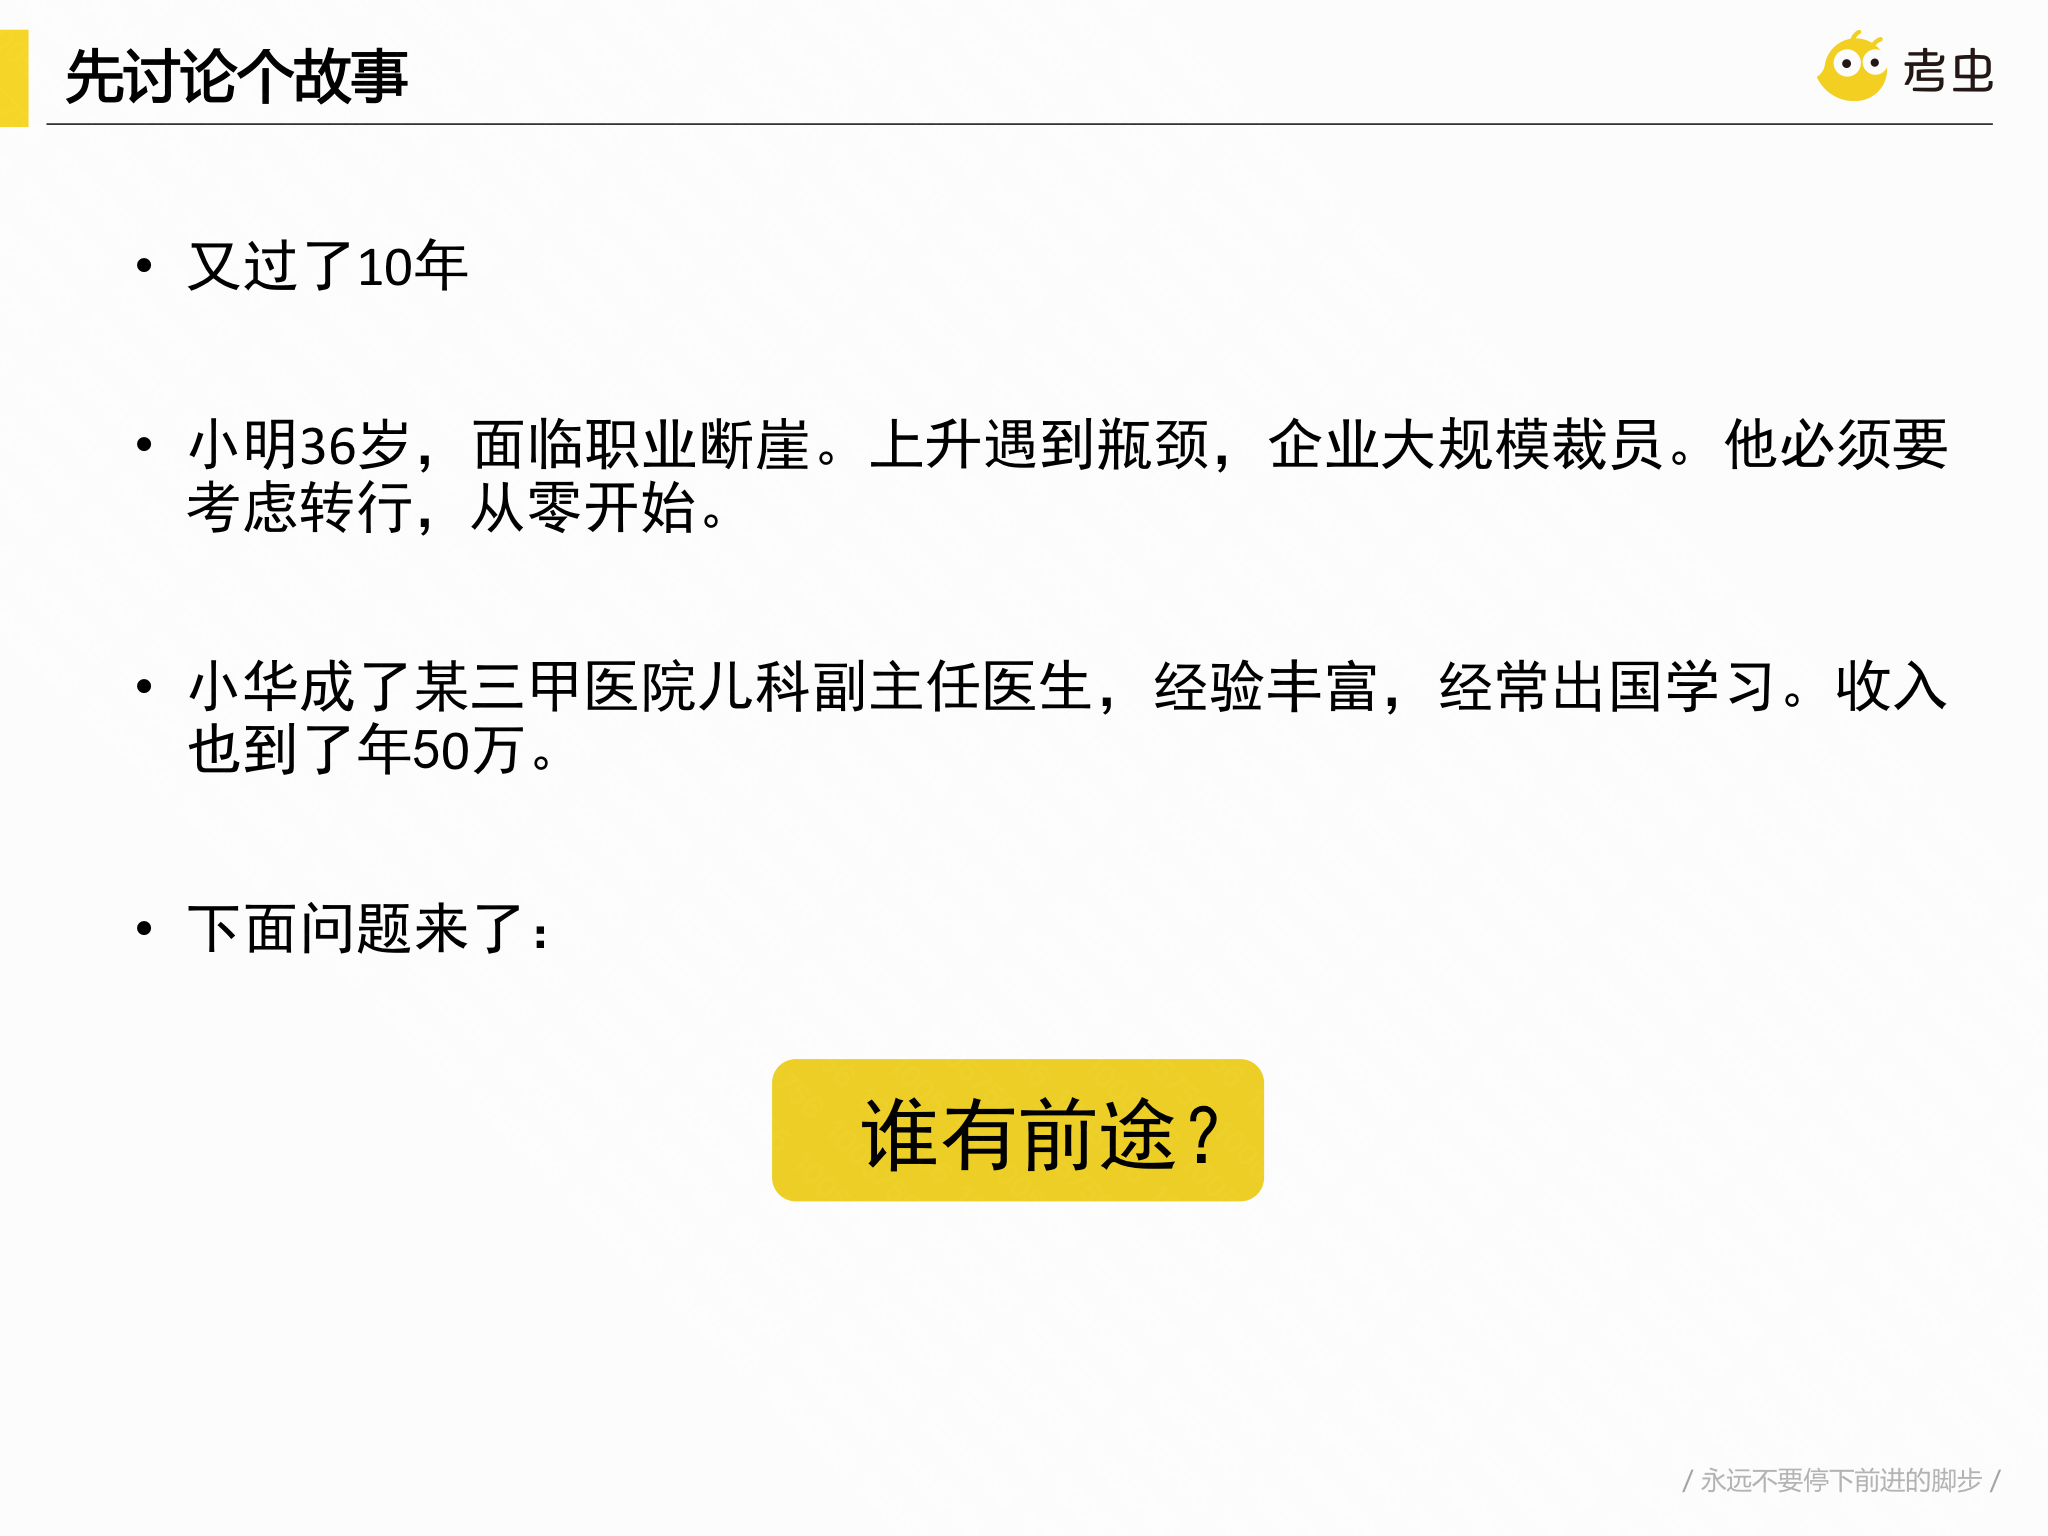 先讨论个故事
考虫
• 又过了10年
• 小明36岁，面临职业断崖。上升遇到瓶颈，企业大规模裁员。他必须要
考虑转行，从零开始。
• 小华成了某三甲医院儿科副主任医生，经验丰富，经常出国学习。收入
也到了年50万。
• 下面问题来了：
谁有前途？
/ 永远不要停下前进的脚步 /